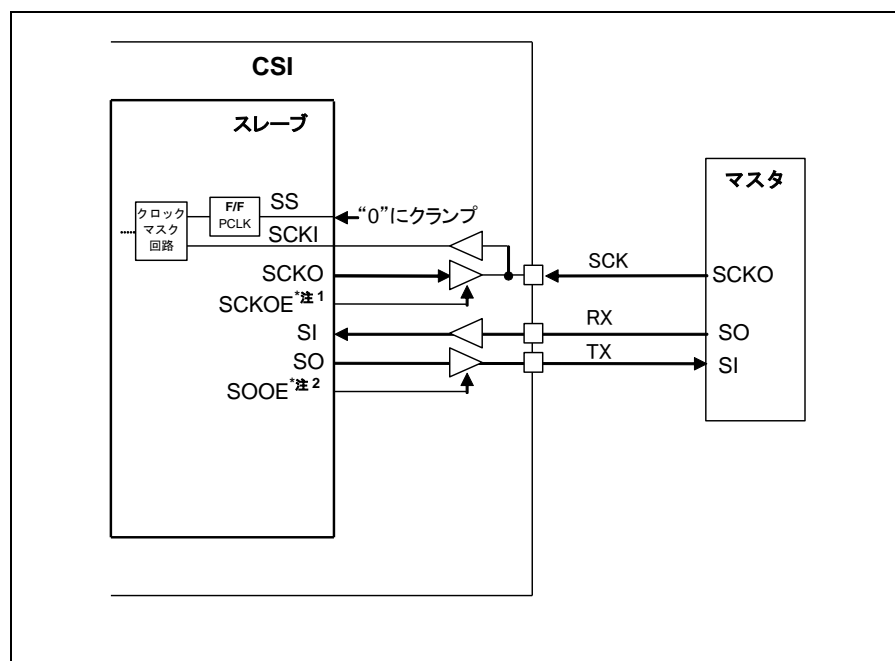 CSI
スレーブ
マスタ
クロック
マスク
回路
F/F
PCLK
SS
“0”にクランプ
SCKI
SCKO
SCK
SCKO
SCKOE*注 1
SI
RX
SO
SO
TX
SI
SOOE*注 2